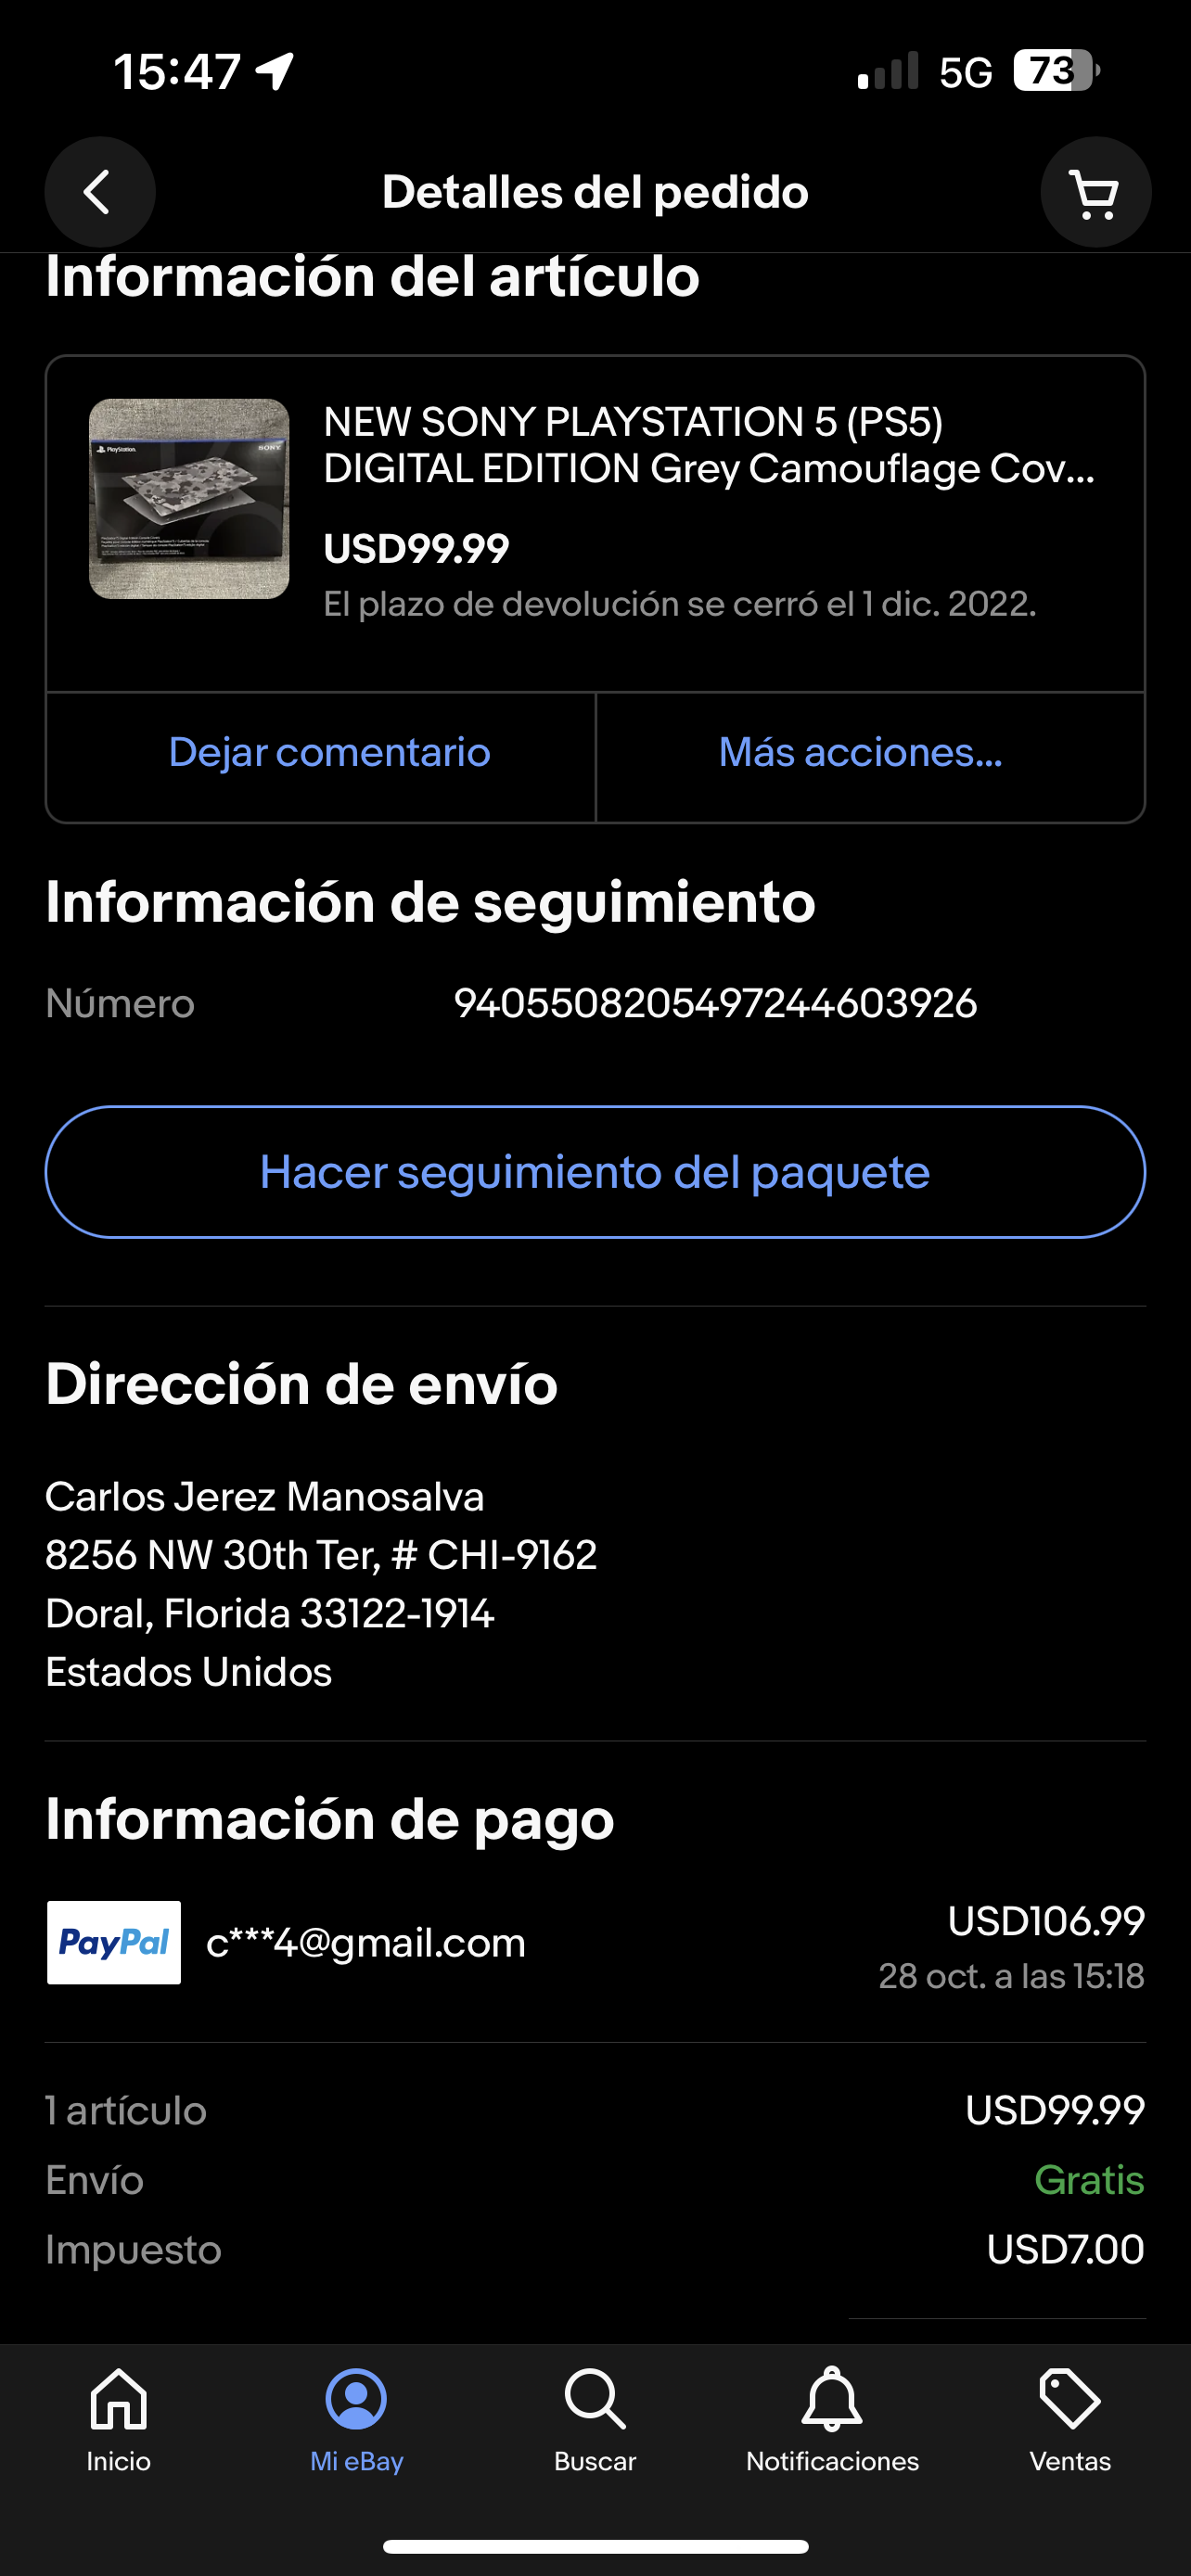 15:47
5G
73
Detalles del pedido
Información del artículo
PlayStation
SONY
NEW SONY PLAYSTATION 5 (PS5)
DIGITAL EDITION Grey Camouflage Cov...
USD99.99
El plazo de devolución se cerró el 1 dic. 2022.
Dejar comentario
Más acciones...
Información de seguimiento
Número
9405508205497244603926
Hacer seguimiento del paquete
Dirección de envío
Carlos Jerez Manosalva
8256 NW 30th Ter, # CHI-9162
Doral, Florida 33122-1914
Estados Unidos
Información de pago
PayPal
c***4@gmail.com
USD106.99
28 oct. a las 15:18
1 artículo
USD99.99
Envío
Gratis
Impuesto
USD7.00
Inicio
Mi eBay
Buscar
Notificaciones
Ventas